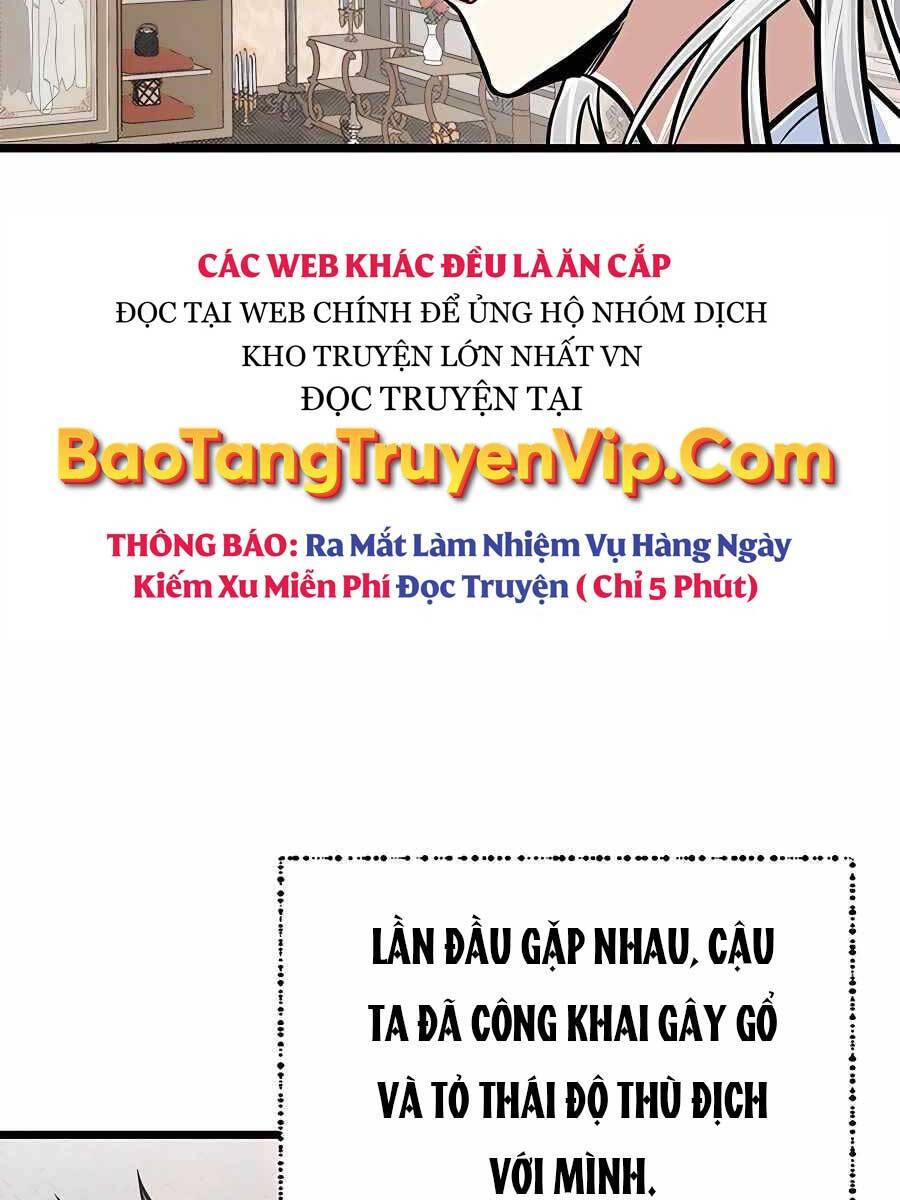 CÁC WEB KHÁC ĐỀU LÀ ĂN CẮP
ĐỌC TẠI WEB CHÍNH ĐỂ ỦNG HỘ NHÓM DỊCH
KHO TRUYỆN LỚN NHẤT VN
ĐỌC TRUYỆN TẠI
BaoTangTruyenVip.Com
THÔNG BÁO: Ra Mắt Làm Nhiệm Vụ Hàng Ngày
Kiếm Xu Miễn Phí Đọc Truyện ( Chỉ 5 Phút)
LẦN ĐẦU GẶP NHAU, CẬU
TA ĐÃ CÔNG KHAI GÂY GỔ
VÀ TỎ THÁI ĐỘ THÙ ĐỊCH
VỚI MÌNH.